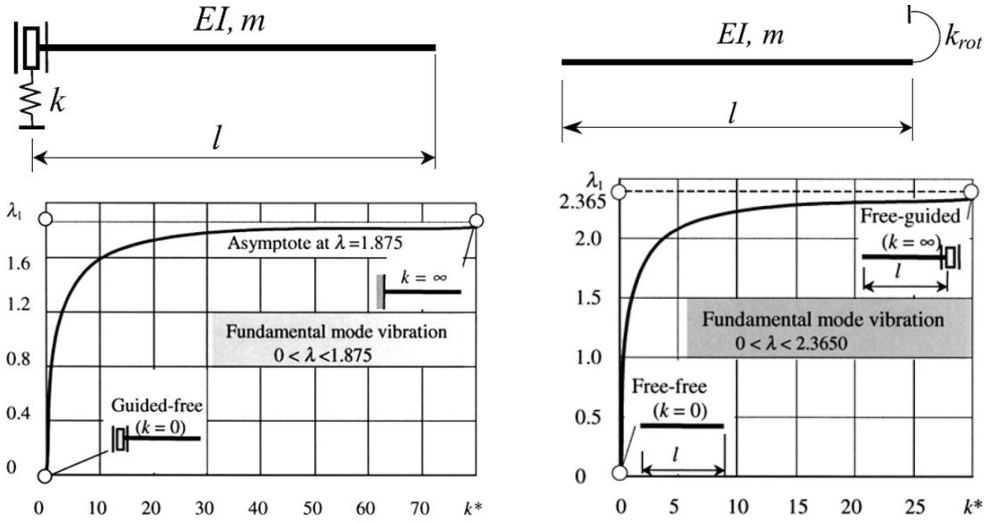 EI, m
k
l
λ₁
1.6
1.2
0.8
0.4
0
Asymptote at λ=1.875
k = ∞
Fundamental mode vibration
0 < λ <1.875
Guided-free
(k = 0)
0 10 20 30 40 50 60 70 k*
EI, m
k_rot
l
λ₁
2.365
2.0
1.5
1.0
0.5
0
Free-guided
(k = ∞)
l
Fundamental mode vibration
0 < λ < 2.3650
Free-free
(k = 0)
l
0 5 10 15 20 25 k*